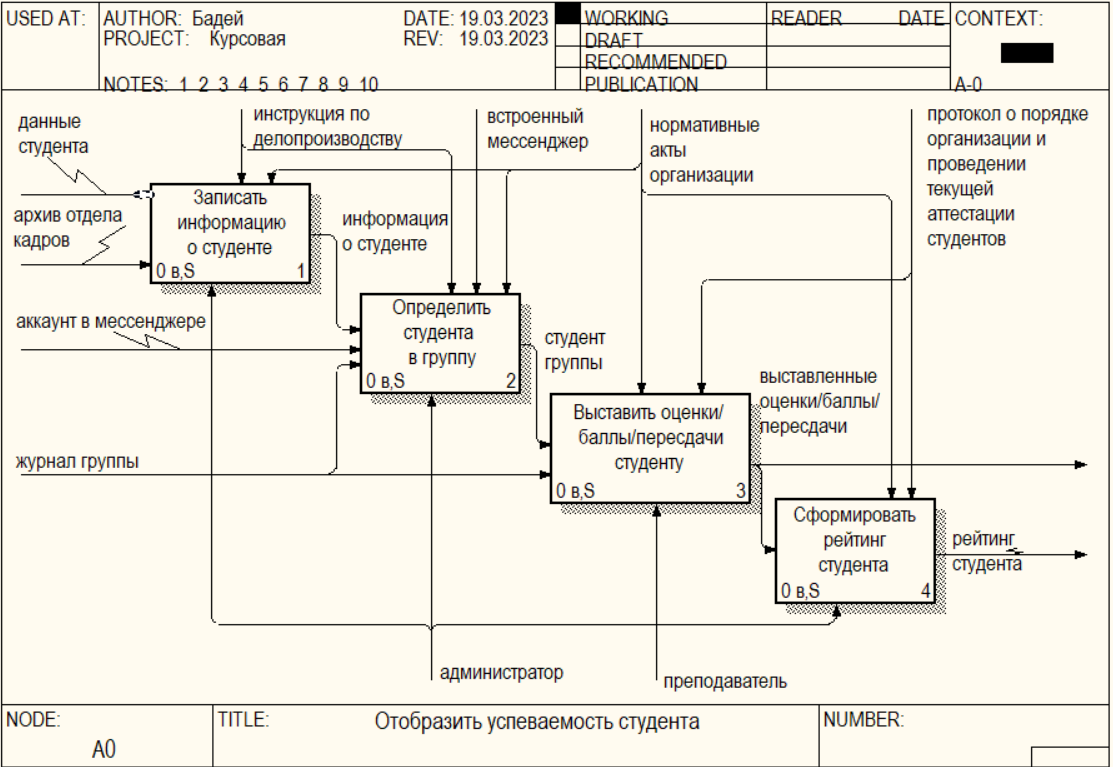 USED AT:
AUTHOR: Бадей
DATE: 19.03.2023
PROJECT: Курсовая
REV: 19.03.2023
NOTES: 1 2 3 4 5 6 7 8 9 10
WORKING
DRAFT
RECOMMENDED
PUBLICATION
READER
DATE
CONTEXT:
A-0
данные
студента
инструкция по
делопроизводству
встроенный
мессенджер
нормативные
акты
организации
протокол о порядке
организации и
проведении
текущей
аттестации
студентов
архив отдела
кадров
Записать
информацию
о студенте
0 в,S
1
информация
о студенте
аккаунт в мессенджере
Определить
студента
в группу
0 в,S
2
студент
группы
журнал группы
Выставить оценки/
баллы/пересдачи
студенту
0 в,S
3
выставленные
оценки/баллы/
пересдачи
Сформировать
рейтинг
студента
0 в,S
4
рейтинг
студента
администратор
преподаватель
NODE:
A0
TITLE:
Отобразить успеваемость студента
NUMBER: